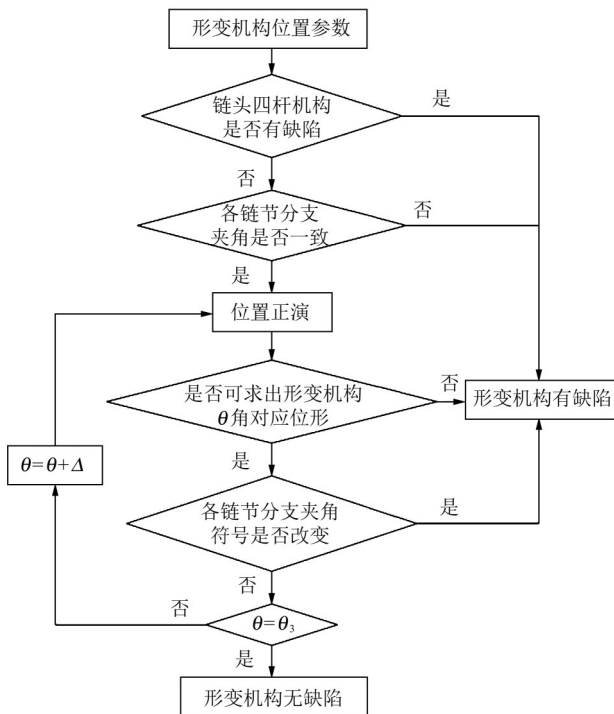 形变机构位置参数
链头四杆机构
是否有缺陷
是
否
各链节分支
夹角是否一致
否
是
位置正演
是否可求出形变机构
θ角对应位形
否
形变机构有缺陷
是
θ=θ+Δ
各链节分支夹角
符号是否改变
是
否
否
θ=θ₃
是
形变机构无缺陷